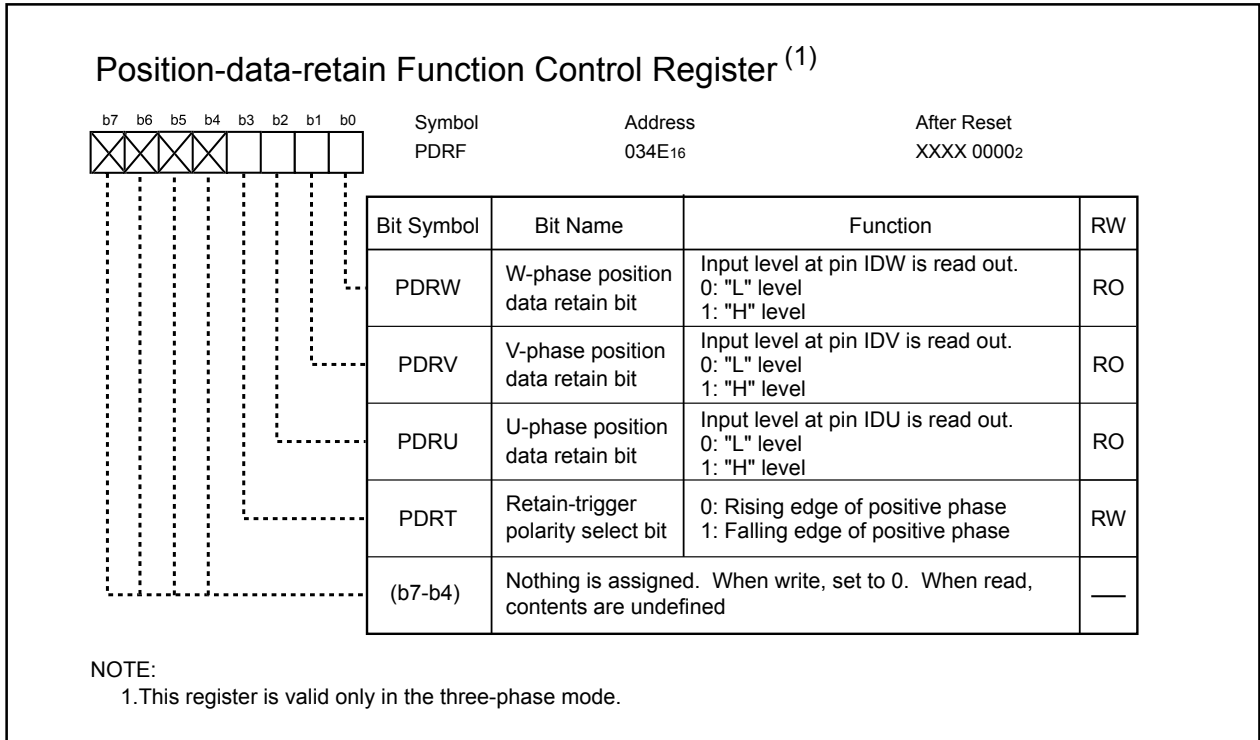 Position-data-retain Function Control Register (1)
b7 b6 b5 b4 b3 b2 b1 b0
Symbol Address After Reset
PDRF 034E16 XXXX 00002
Bit Symbol Bit Name Function RW
PDRW W-phase position data retain bit Input level at pin IDW is read out. RO
0: "L" level
1: "H" level
PDRV V-phase position data retain bit Input level at pin IDV is read out. RO
0: "L" level
1: "H" level
PDRU U-phase position data retain bit Input level at pin IDU is read out. RO
0: "L" level
1: "H" level
PDRT Retain-trigger polarity select bit 0: Rising edge of positive phase RW
1: Falling edge of positive phase
(b7-b4) Nothing is assigned. When write, set to 0. When read,
contents are undefined
NOTE:
1.This register is valid only in the three-phase mode.